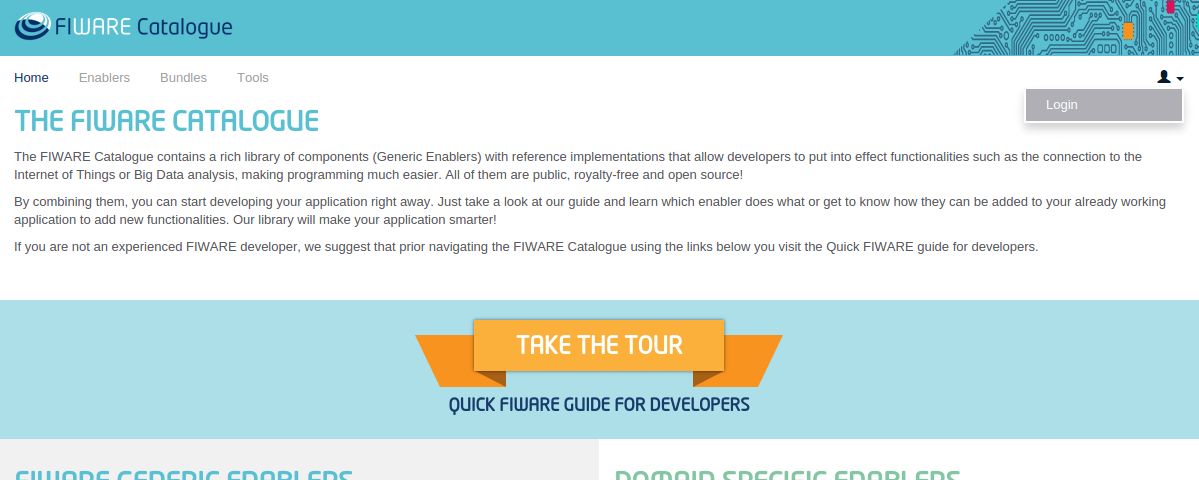 FIWARE Catalogue
Home Enablers Bundles Tools
Login
THE FIWARE CATALOGUE
The FIWARE Catalogue contains a rich library of components (Generic Enablers) with reference implementations that allow developers to put into effect functionalities such as the connection to the
Internet of Things or Big Data analysis, making programming much easier. All of them are public, royalty-free and open source!
By combining them, you can start developing your application right away. Just take a look at our guide and learn which enabler does what or get to know how they can be added to your already working
application to add new functionalities. Our library will make your application smarter!
If you are not an experienced FIWARE developer, we suggest that prior navigating the FIWARE Catalogue using the links below you visit the Quick FIWARE guide for developers.
TAKE THE TOUR
QUICK FIWARE GUIDE FOR DEVELOPERS
FIWARE GENERIC ENABLERS
DOMAIN SPECIFIC ENABLERS